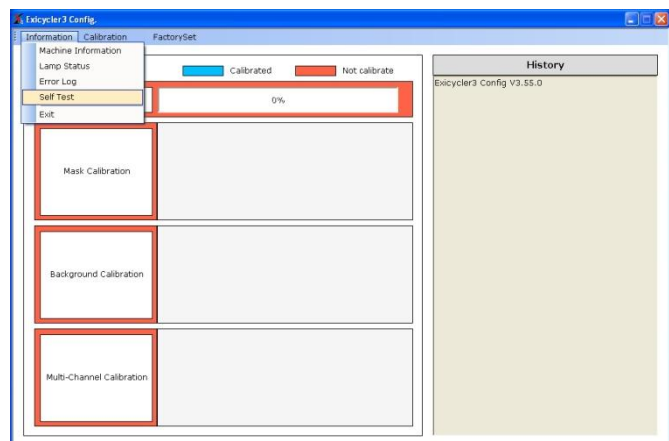 Exicycler3 Config.
Information Calibration FactorySet
Machine Information
Lamp Status
Error Log
Self Test
Exit
Calibrated Not calibrate
0%
Mask Calibration
Background Calibration
Multi-Channel Calibration
History
Exicycler3 Config V3.55.0